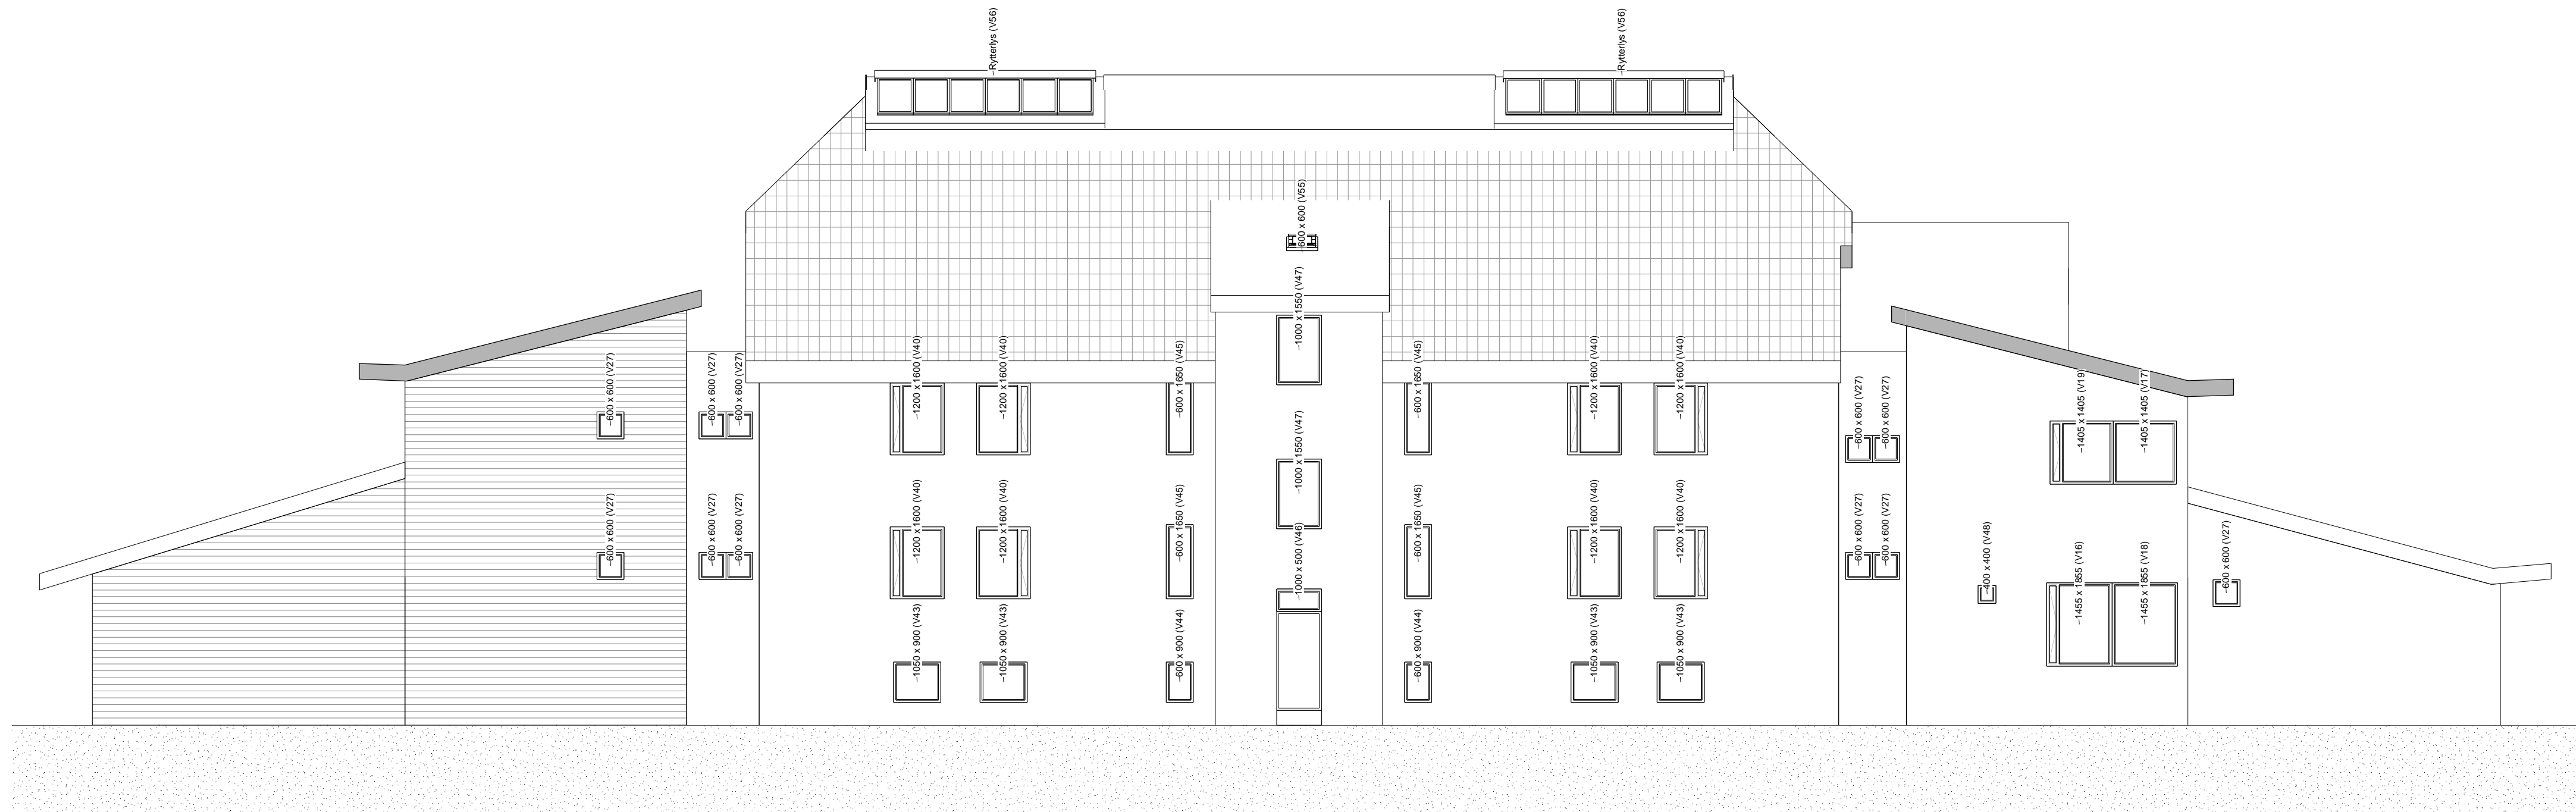 Rytterlys (V56)
Rytterlys (V56)
600 x 600 (V55)
1000 x 1550 (V47)
600 x 600 (V27)
600 x 600 (V27)
600 x 600 (V27)
1200 x 1600 (V40)
1200 x 1600 (V40)
600 x 1650 (V45)
600 x 1650 (V45)
1200 x 1600 (V40)
1200 x 1600 (V40)
600 x 600 (V27)
600 x 600 (V27)
1405 x 1405 (V19)
1405 x 1405 (V17)
1000 x 1550 (V47)
600 x 600 (V27)
600 x 600 (V27)
600 x 600 (V27)
1200 x 1600 (V40)
1200 x 1600 (V40)
600 x 1650 (V45)
1000 x 500 (V46)
600 x 1650 (V45)
1200 x 1600 (V40)
1200 x 1600 (V40)
600 x 600 (V27)
600 x 600 (V27)
400 x 400 (V48)
1455 x 1855 (V16)
1455 x 1855 (V18)
600 x 600 (V27)
1050 x 900 (V43)
1050 x 900 (V43)
600 x 900 (V44)
600 x 900 (V44)
1050 x 900 (V43)
1050 x 900 (V43)